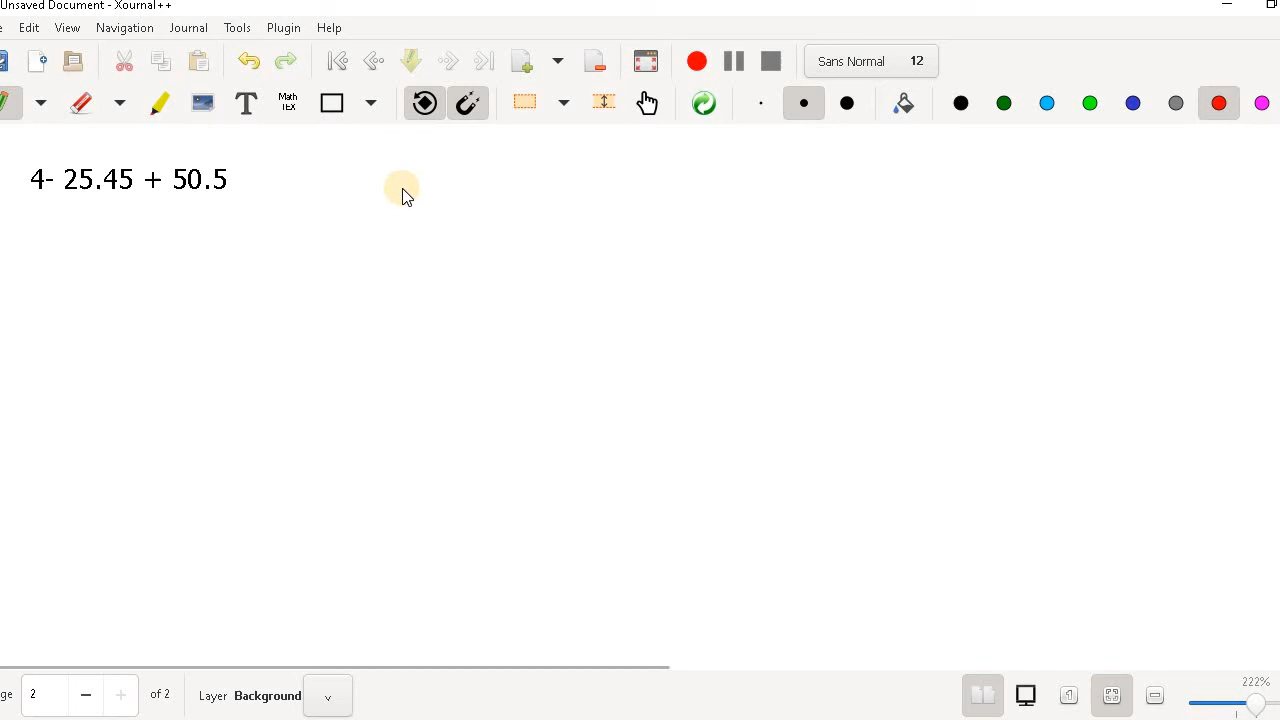 Unsaved Document - Xournal++
Edit View Navigation Journal Tools Plugin Help
Sans Normal 12
Math
TEX
4- 25.45 + 50.5
ge 2 of 2 Layer Background 222%